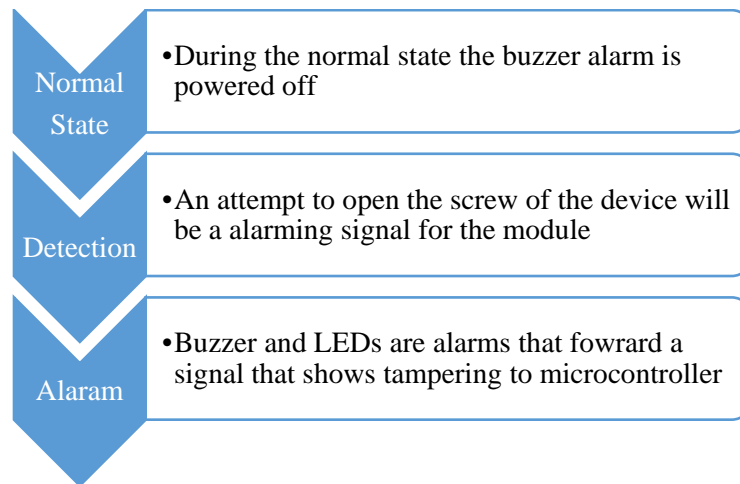 Normal
State
•During the normal state the buzzer alarm is
powered off
Detection
•An attempt to open the screw of the device will
be a alarming signal for the module
Alaram
•Buzzer and LEDs are alarms that fowrard a
signal that shows tampering to microcontroller